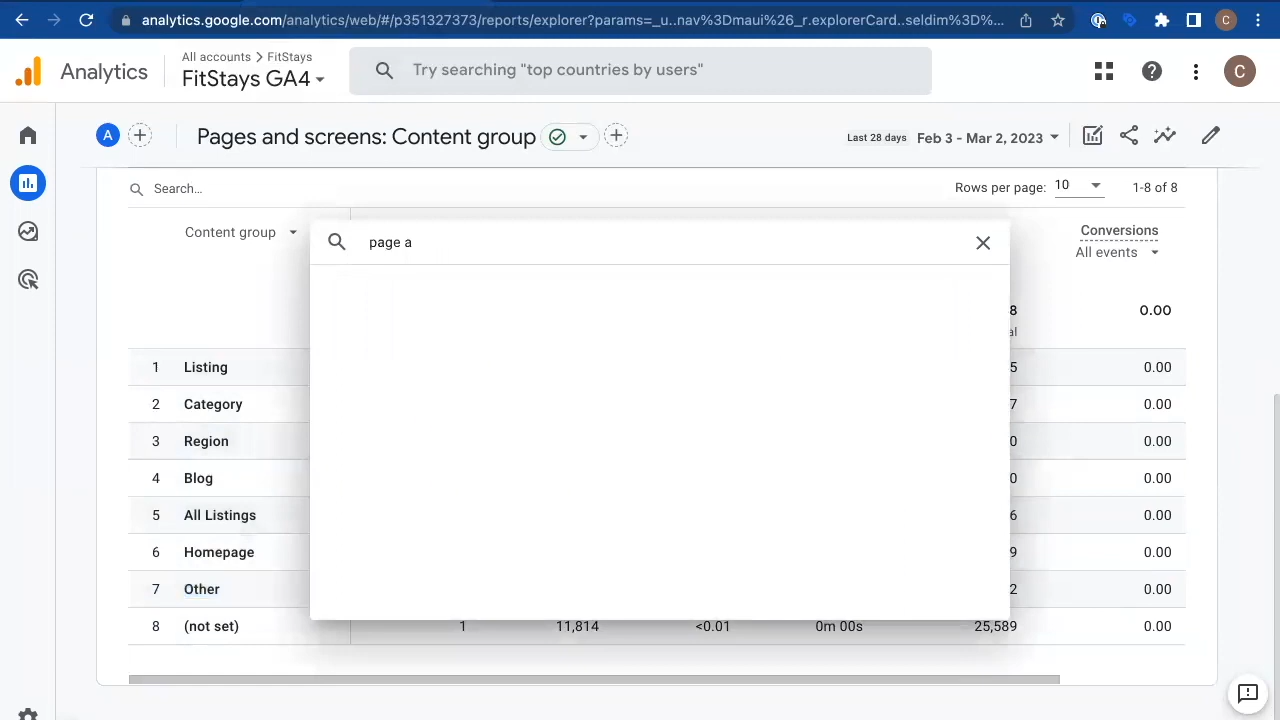 analytics.google.com/analytics/web/#/p351327373/reports/explorer?params=_u..nav%3Dmaui%26_r.explorerCard..seldim%3D%...
C
Analytics
All accounts > FitStays
FitStays GA4
Try searching "top countries by users"
C
A
Pages and screens: Content group
Last 28 days Feb 3 - Mar 2, 2023
Search...
Rows per page: 10
1-8 of 8
Content group
page a
Conversions
All events
8 0.00
al
1 Listing 5 0.00
2 Category 7 0.00
3 Region 0 0.00
4 Blog 0 0.00
5 All Listings 6 0.00
6 Homepage 9 0.00
7 Other 2 0.00
8 (not set) 1 11,814 <0.01 0m 00s 25,589 0.00